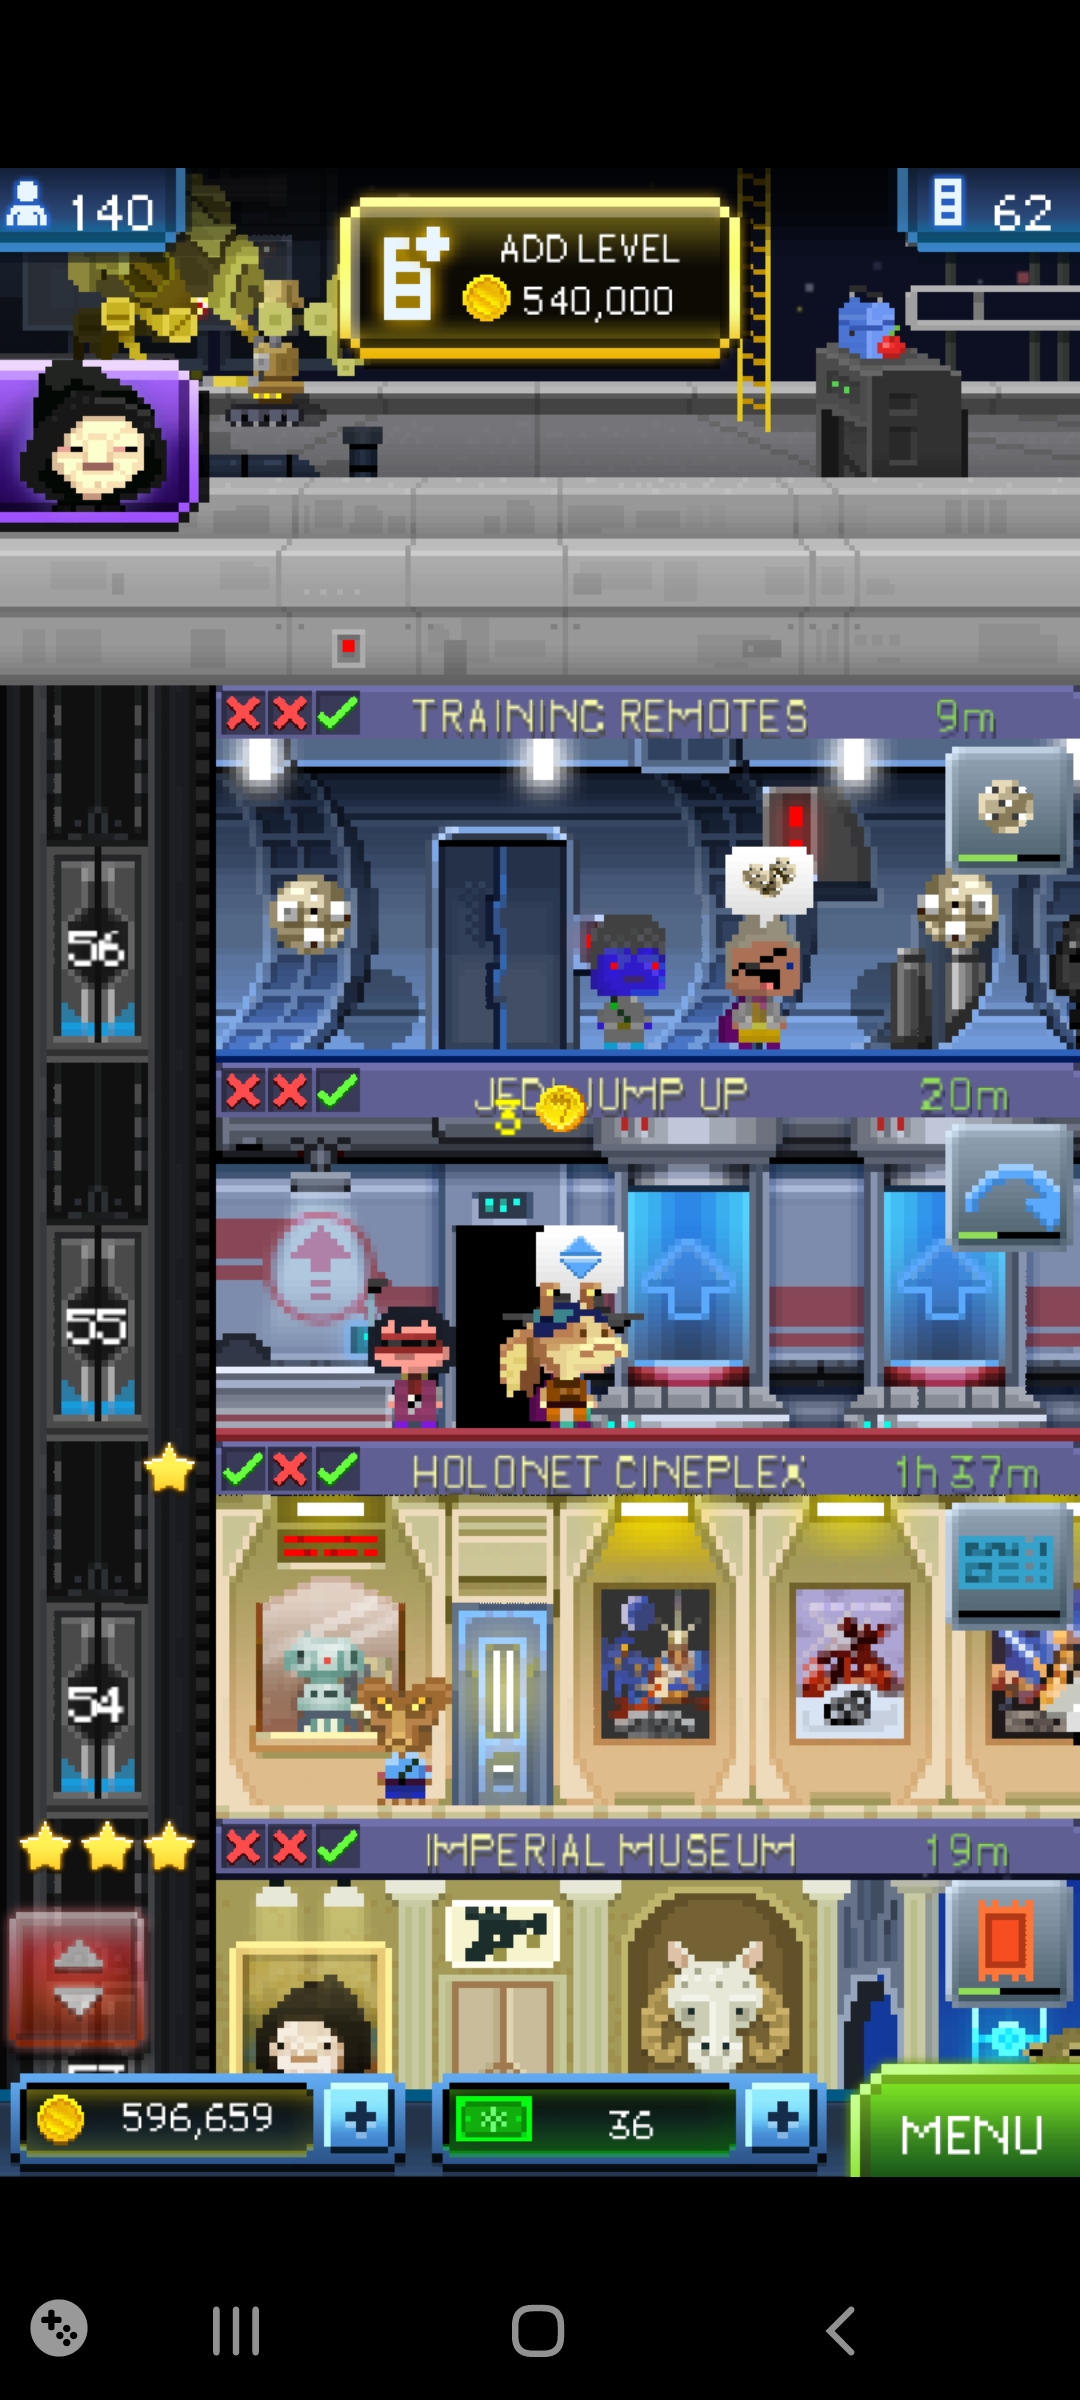 140
ADD LEVEL
540,000
62
TRAINING REMOTES
9m
56
JEDI JUMP UP
20m
55
HOLONET CINEPLEX
1h 37m
54
IMPERIAL MUSEUM
19m
596,659
36
MENU